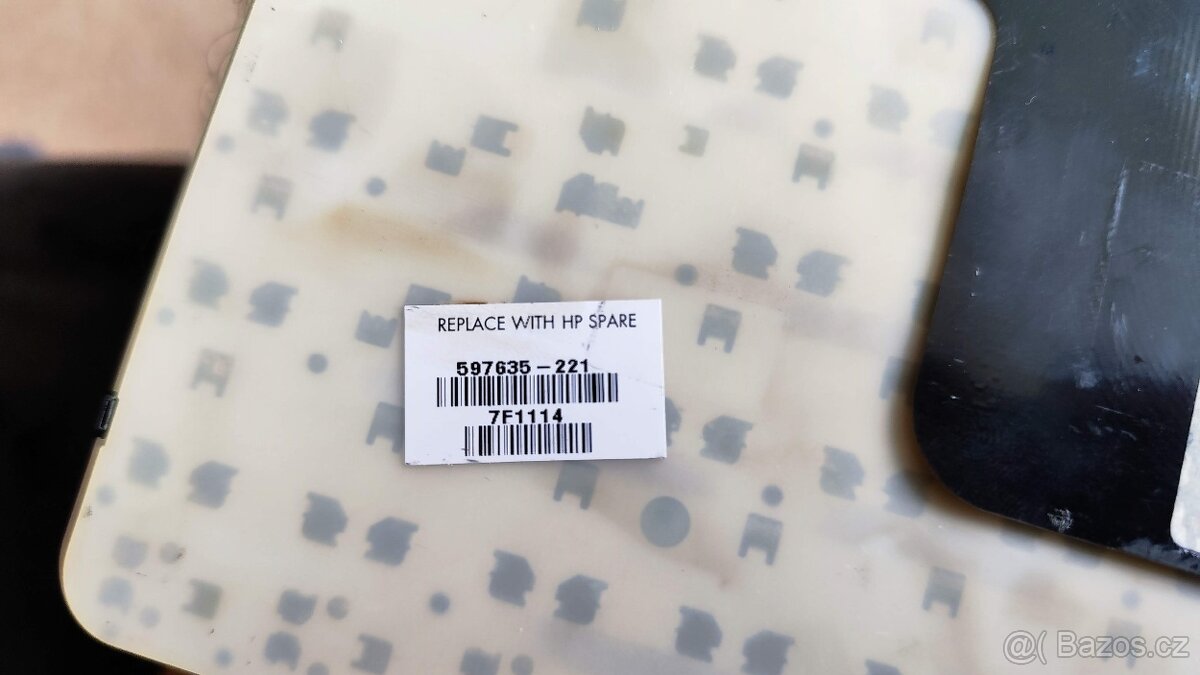 REPLACE WITH HP SPARE
597635-221
7F1114
@( Bazos.cz